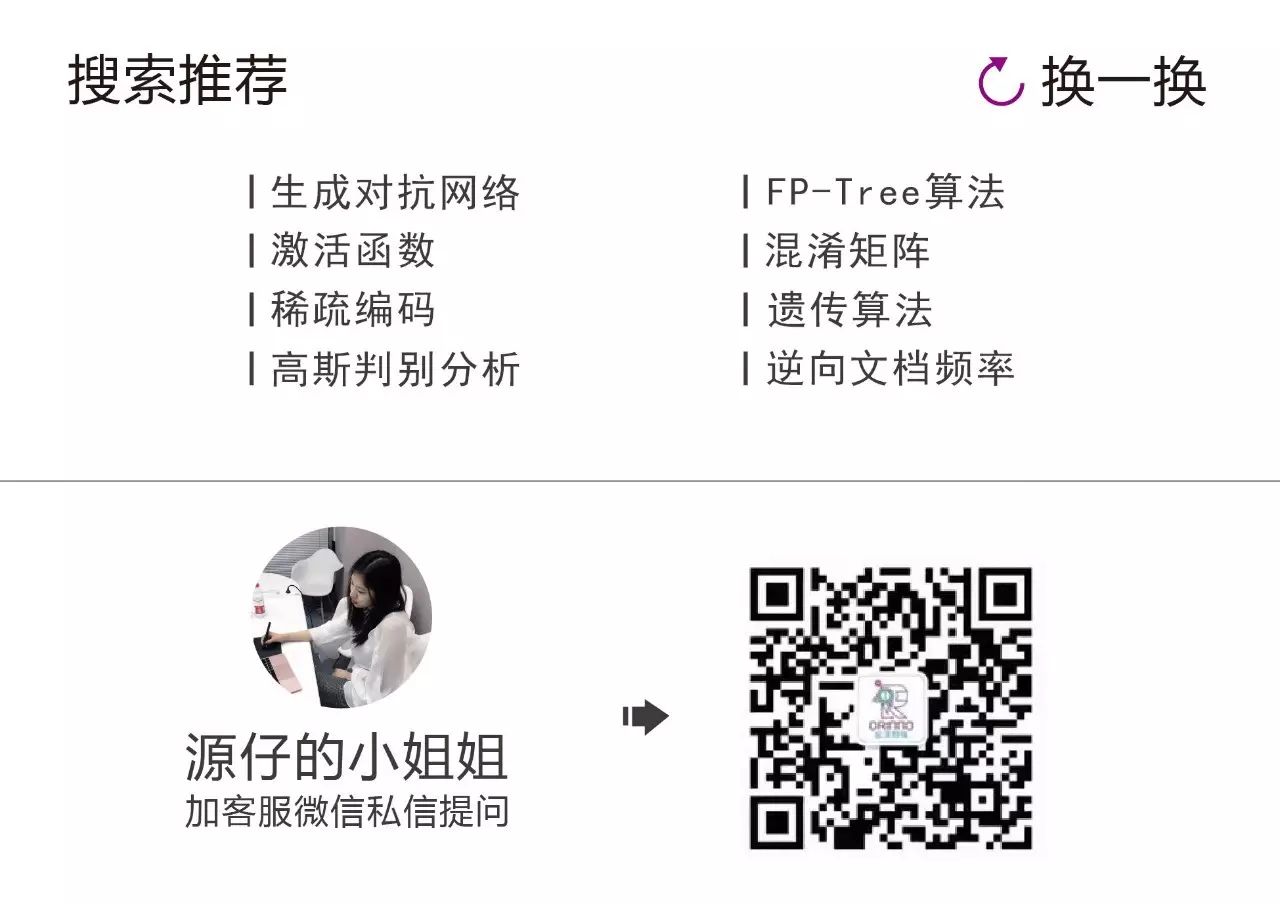 搜索推荐
换一换
生成对抗网络
FP-Tree算法
激活函数
混淆矩阵
稀疏编码
遗传算法
高斯判别分析
逆向文档频率
源仔的小姐姐
加客服微信私信提问
ORINNO